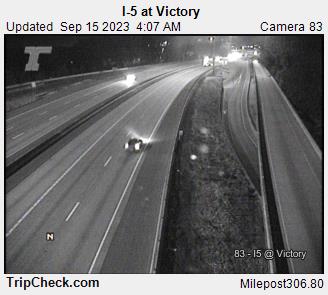 I-5 at Victory
Updated Sep 15 2023 4:07 AM Camera 83
T
N
83 - I5 @ Victory
TripCheck.com Milepost306.80